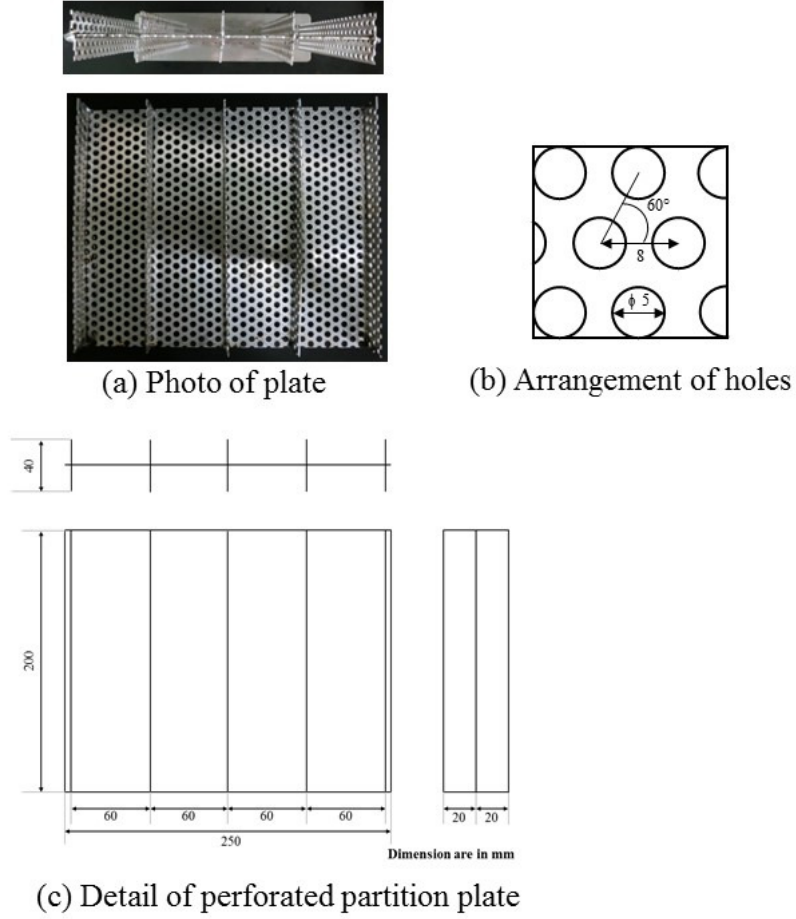 (a) Photo of plate
60°
8
ϕ 5
(b) Arrangement of holes
40
200
60 60 60 60
250
20 20
Dimension are in mm
(c) Detail of perforated partition plate